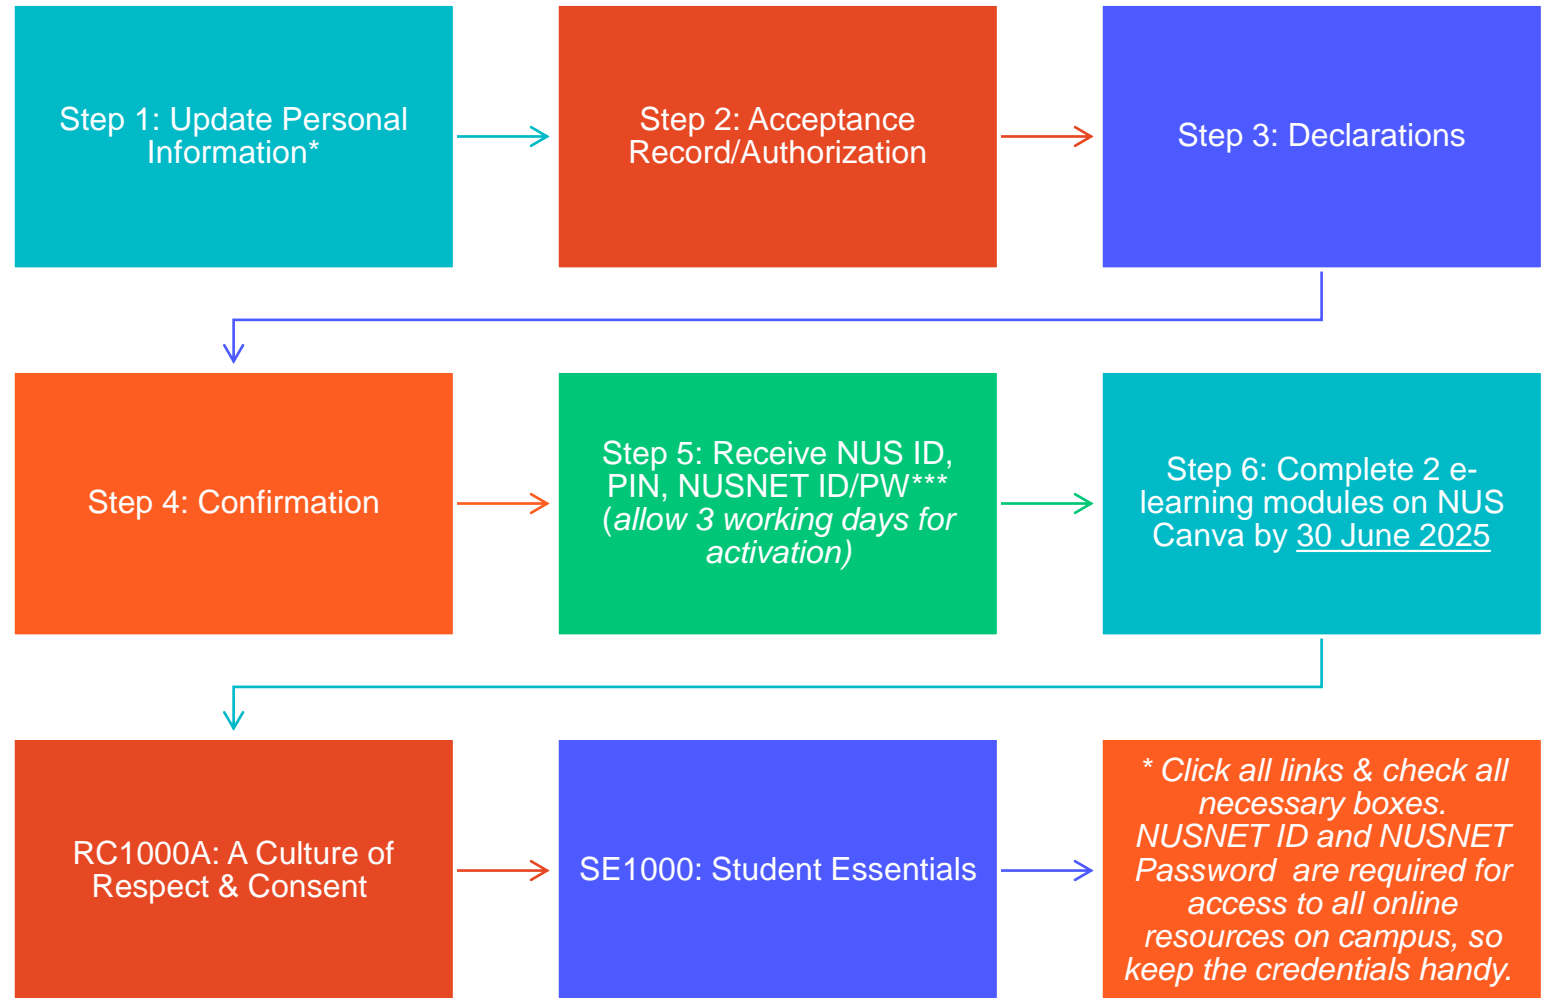 Step 1: Update Personal
Information*
Step 2: Acceptance
Record/Authorization
Step 3: Declarations
Step 4: Confirmation
Step 5: Receive NUS ID,
PIN, NUSNET ID/PW***
(allow 3 working days for
activation)
Step 6: Complete 2 e-
learning modules on NUS
Canva by 30 June 2025
RC1000A: A Culture of
Respect & Consent
SE1000: Student Essentials
* Click all links & check all
necessary boxes.
NUSNET ID and NUSNET
Password  are required for
access to all online
resources on campus, so
keep the credentials handy.